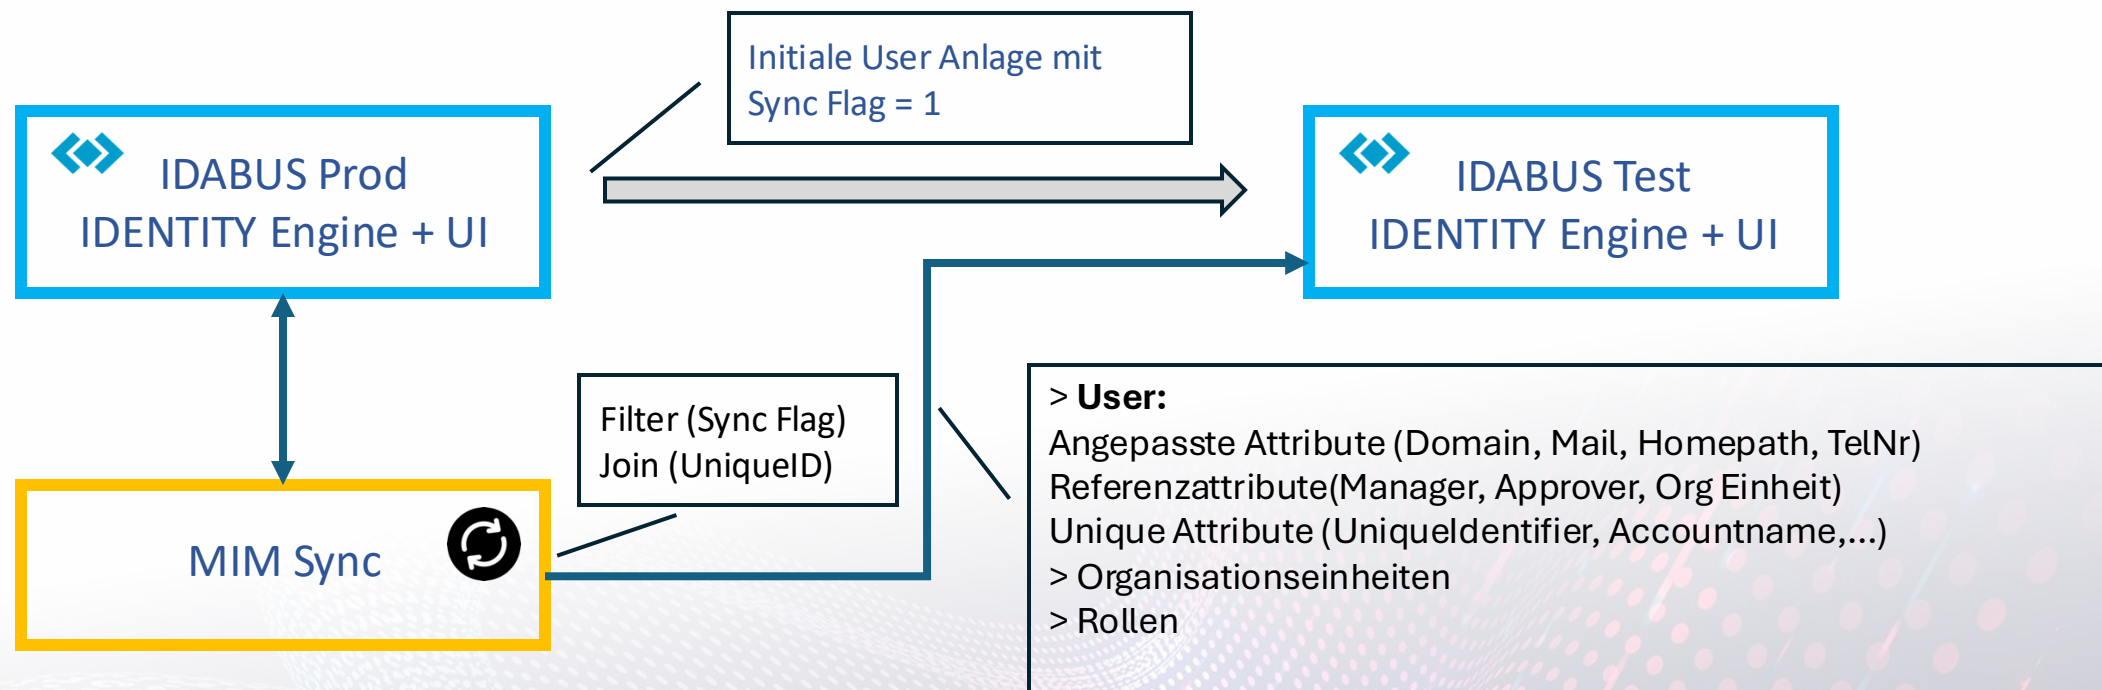 Initiale User Anlage mit
Sync Flag = 1
IDABUS Prod
IDENTITY Engine + UI
IDABUS Test
IDENTITY Engine + UI
Filter (Sync Flag)
Join (UniqueID)
MIM Sync
> User:
Angepasste Attribute (Domain, Mail, Homepath, TelNr)
Referenzattribute(Manager, Approver, Org Einheit)
Unique Attribute (UniqueIdentifier, Accountname,...)
> Organisationseinheiten
> Rollen